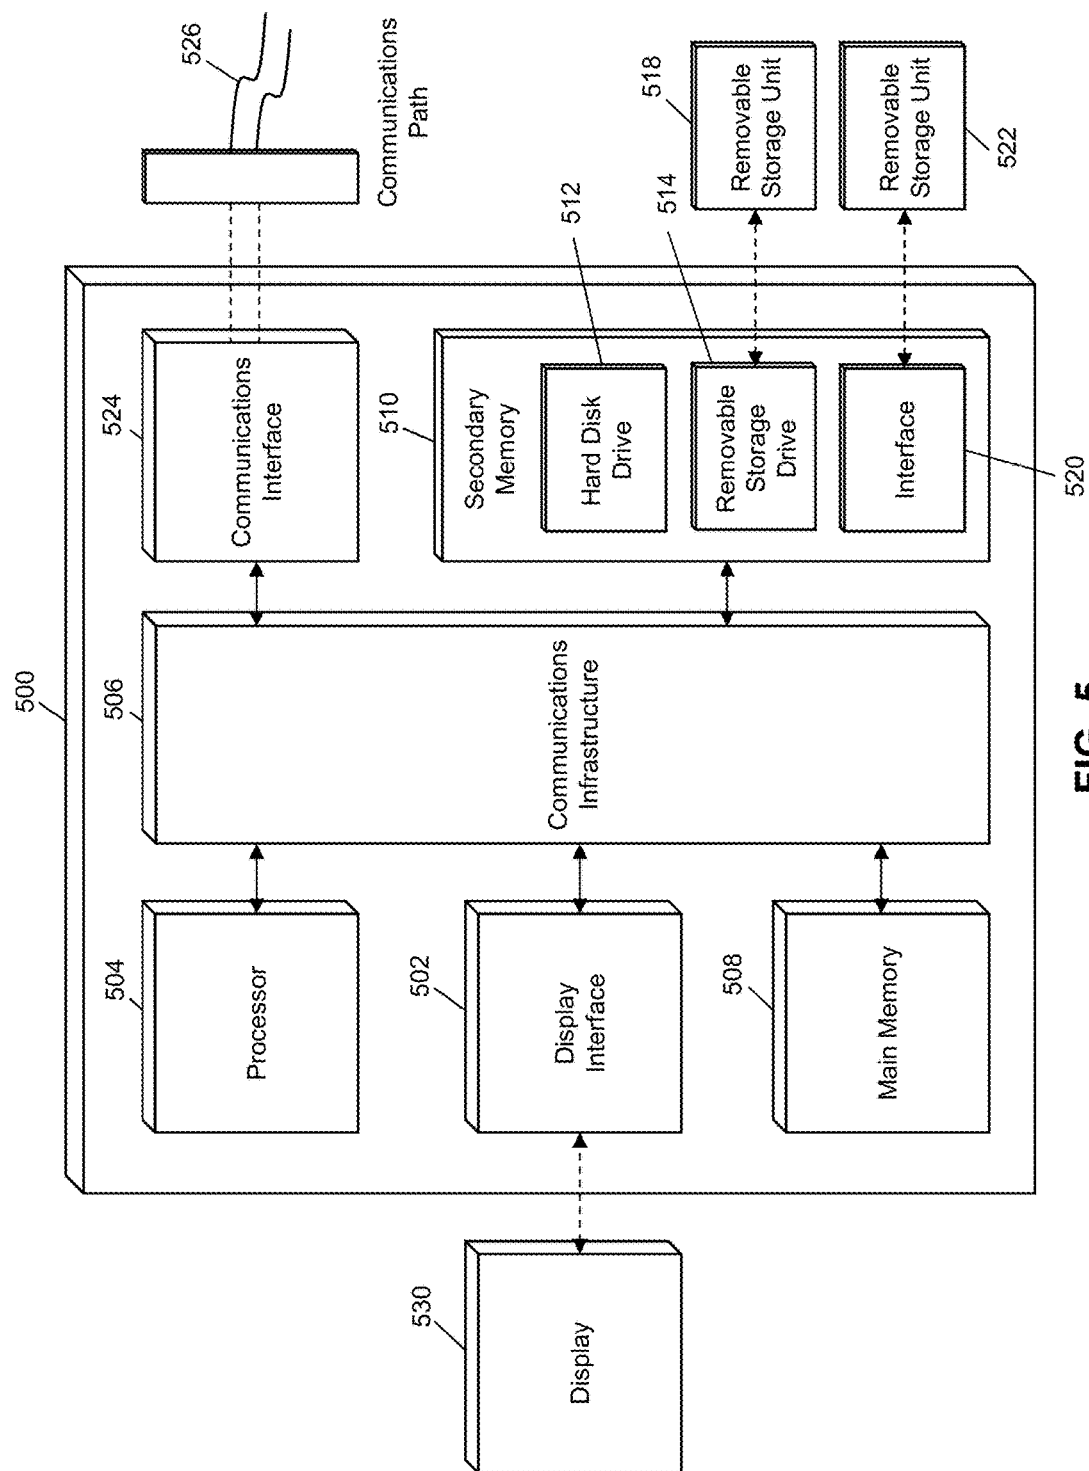 500
504
506
524
526
Processor
Communications
Interface
Communications
Path
530
502
510
Display
Display
Interface
Communications
Infrastructure
Secondary
Memory
512
Hard Disk
Drive
518
514
508
Removable
Storage
Drive
Removable
Storage Unit
Main Memory
Interface
Removable
Storage Unit
522
520
FIG. 5